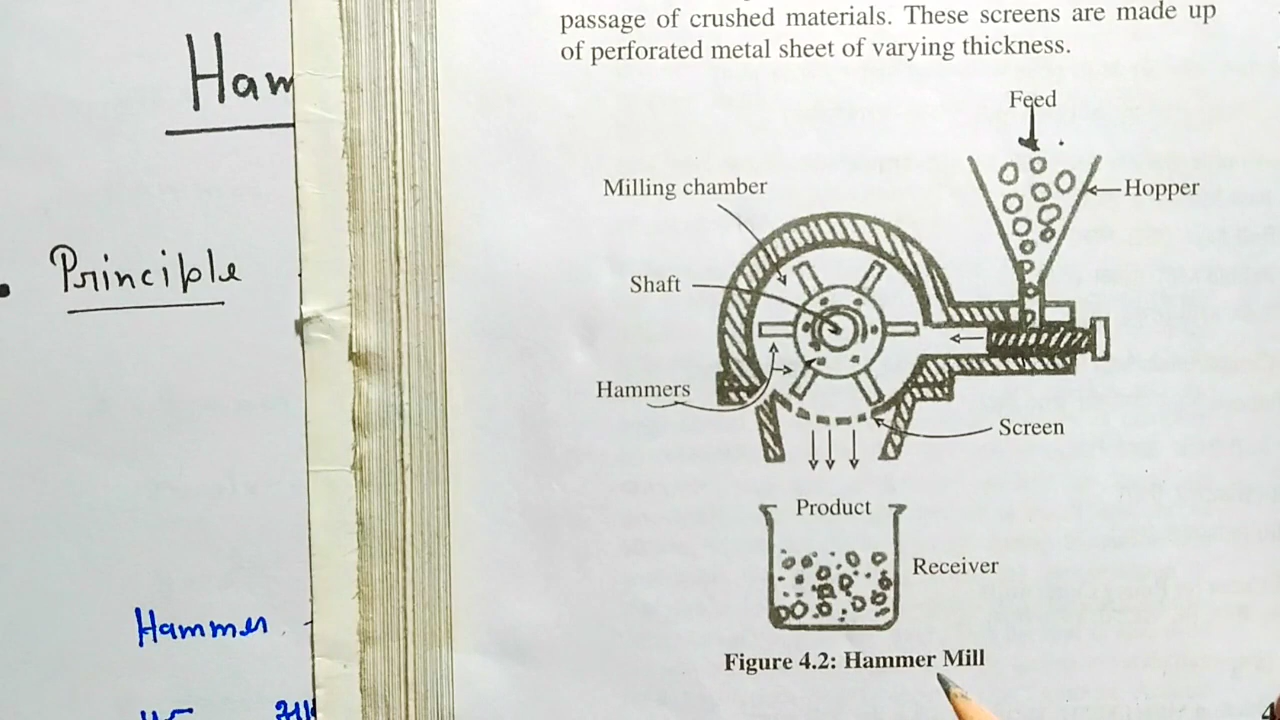 Ham
Principle
Hammer
passage of crushed materials. These screens are made up
of perforated metal sheet of varying thickness.
Feed
Milling chamber
Hopper
Shaft
Hammers
Screen
Product
Receiver
Figure 4.2: Hammer Mill
4